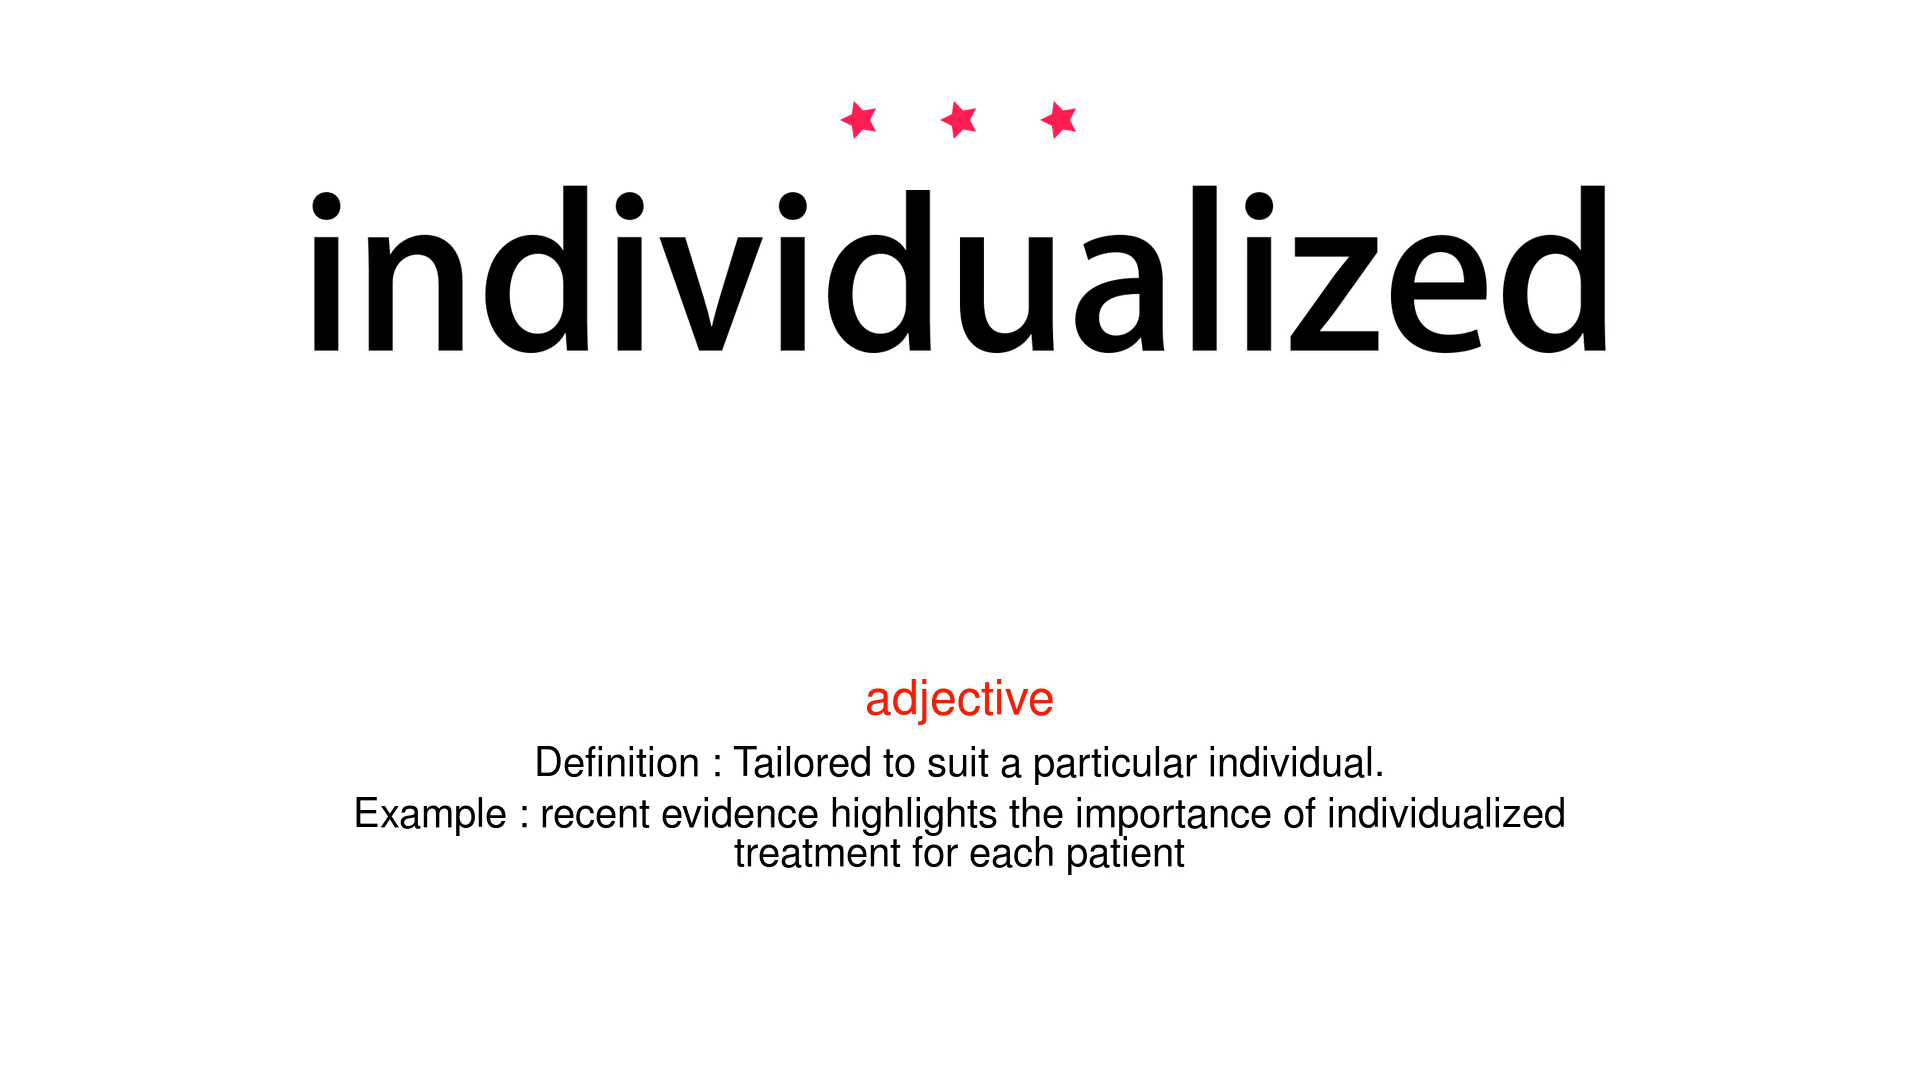 individualized
adjective
Definition : Tailored to suit a particular individual.
Example : recent evidence highlights the importance of individualized
treatment for each patient